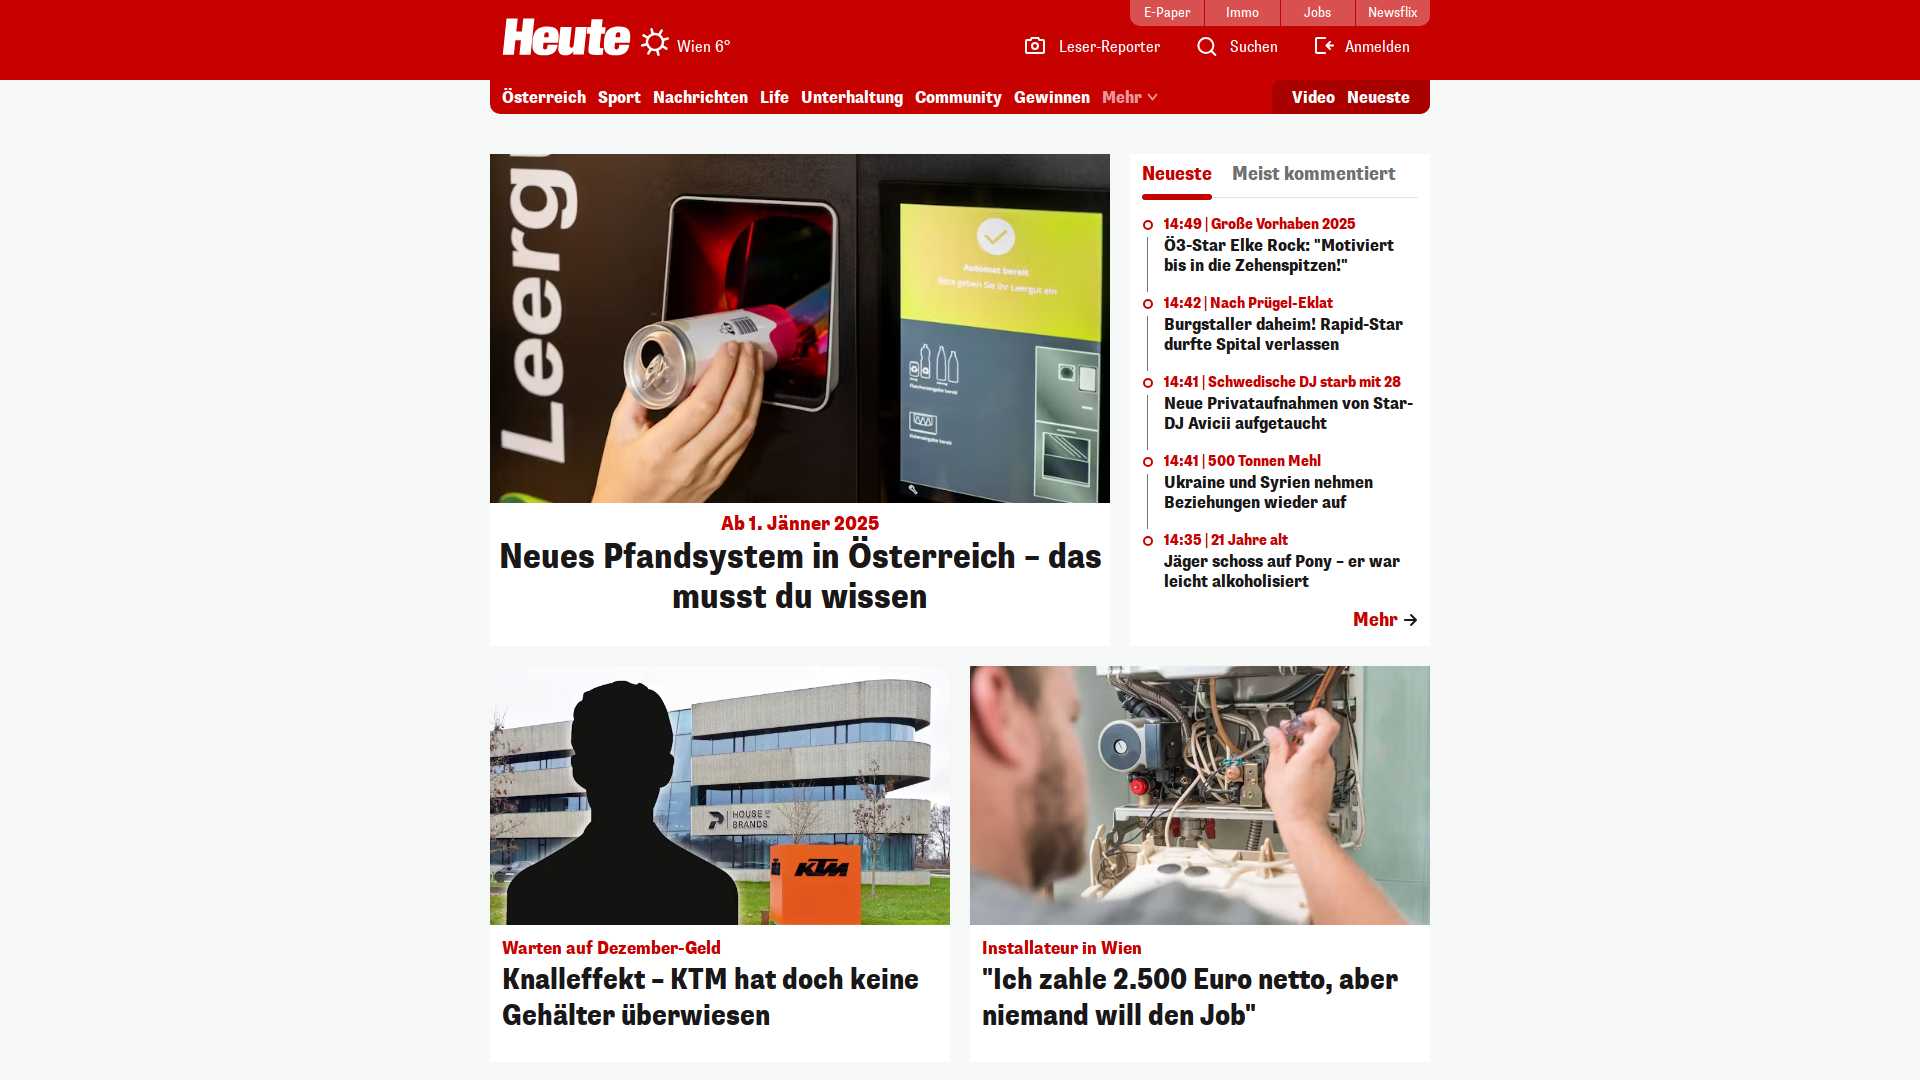 E-Paper
Immo
Jobs
Newsflix
Heute
Wien 6°
Leser-Reporter
Suchen
Anmelden
Österreich
Sport
Nachrichten
Life
Unterhaltung
Community
Gewinnen
Mehr
Video
Neueste
Leergu
Automat bereit
Bitte geben Sie Ihr Leergut ein
Ab 1. Jänner 2025
Neues Pfandsystem in Österreich – das
musst du wissen
Neueste
Meist kommentiert
14:49 | Große Vorhaben 2025
Ö3-Star Elke Rock: "Motiviert
bis in die Zehenspitzen!"
14:42 | Nach Prügel-Eklat
Burgstaller daheim! Rapid-Star
durfte Spital verlassen
14:41 | Schwedische DJ starb mit 28
Neue Privataufnahmen von Star-
DJ Avicii aufgetaucht
14:41 | 500 Tonnen Mehl
Ukraine und Syrien nehmen
Beziehungen wieder auf
14:35 | 21 Jahre alt
Jäger schoss auf Pony – er war
leicht alkoholisiert
Mehr
HOUSE OF
BRANDS
KTM
Warten auf Dezember-Geld
Knalleffekt – KTM hat doch keine
Gehälter überwiesen
Installateur in Wien
"Ich zahle 2.500 Euro netto, aber
niemand will den Job"